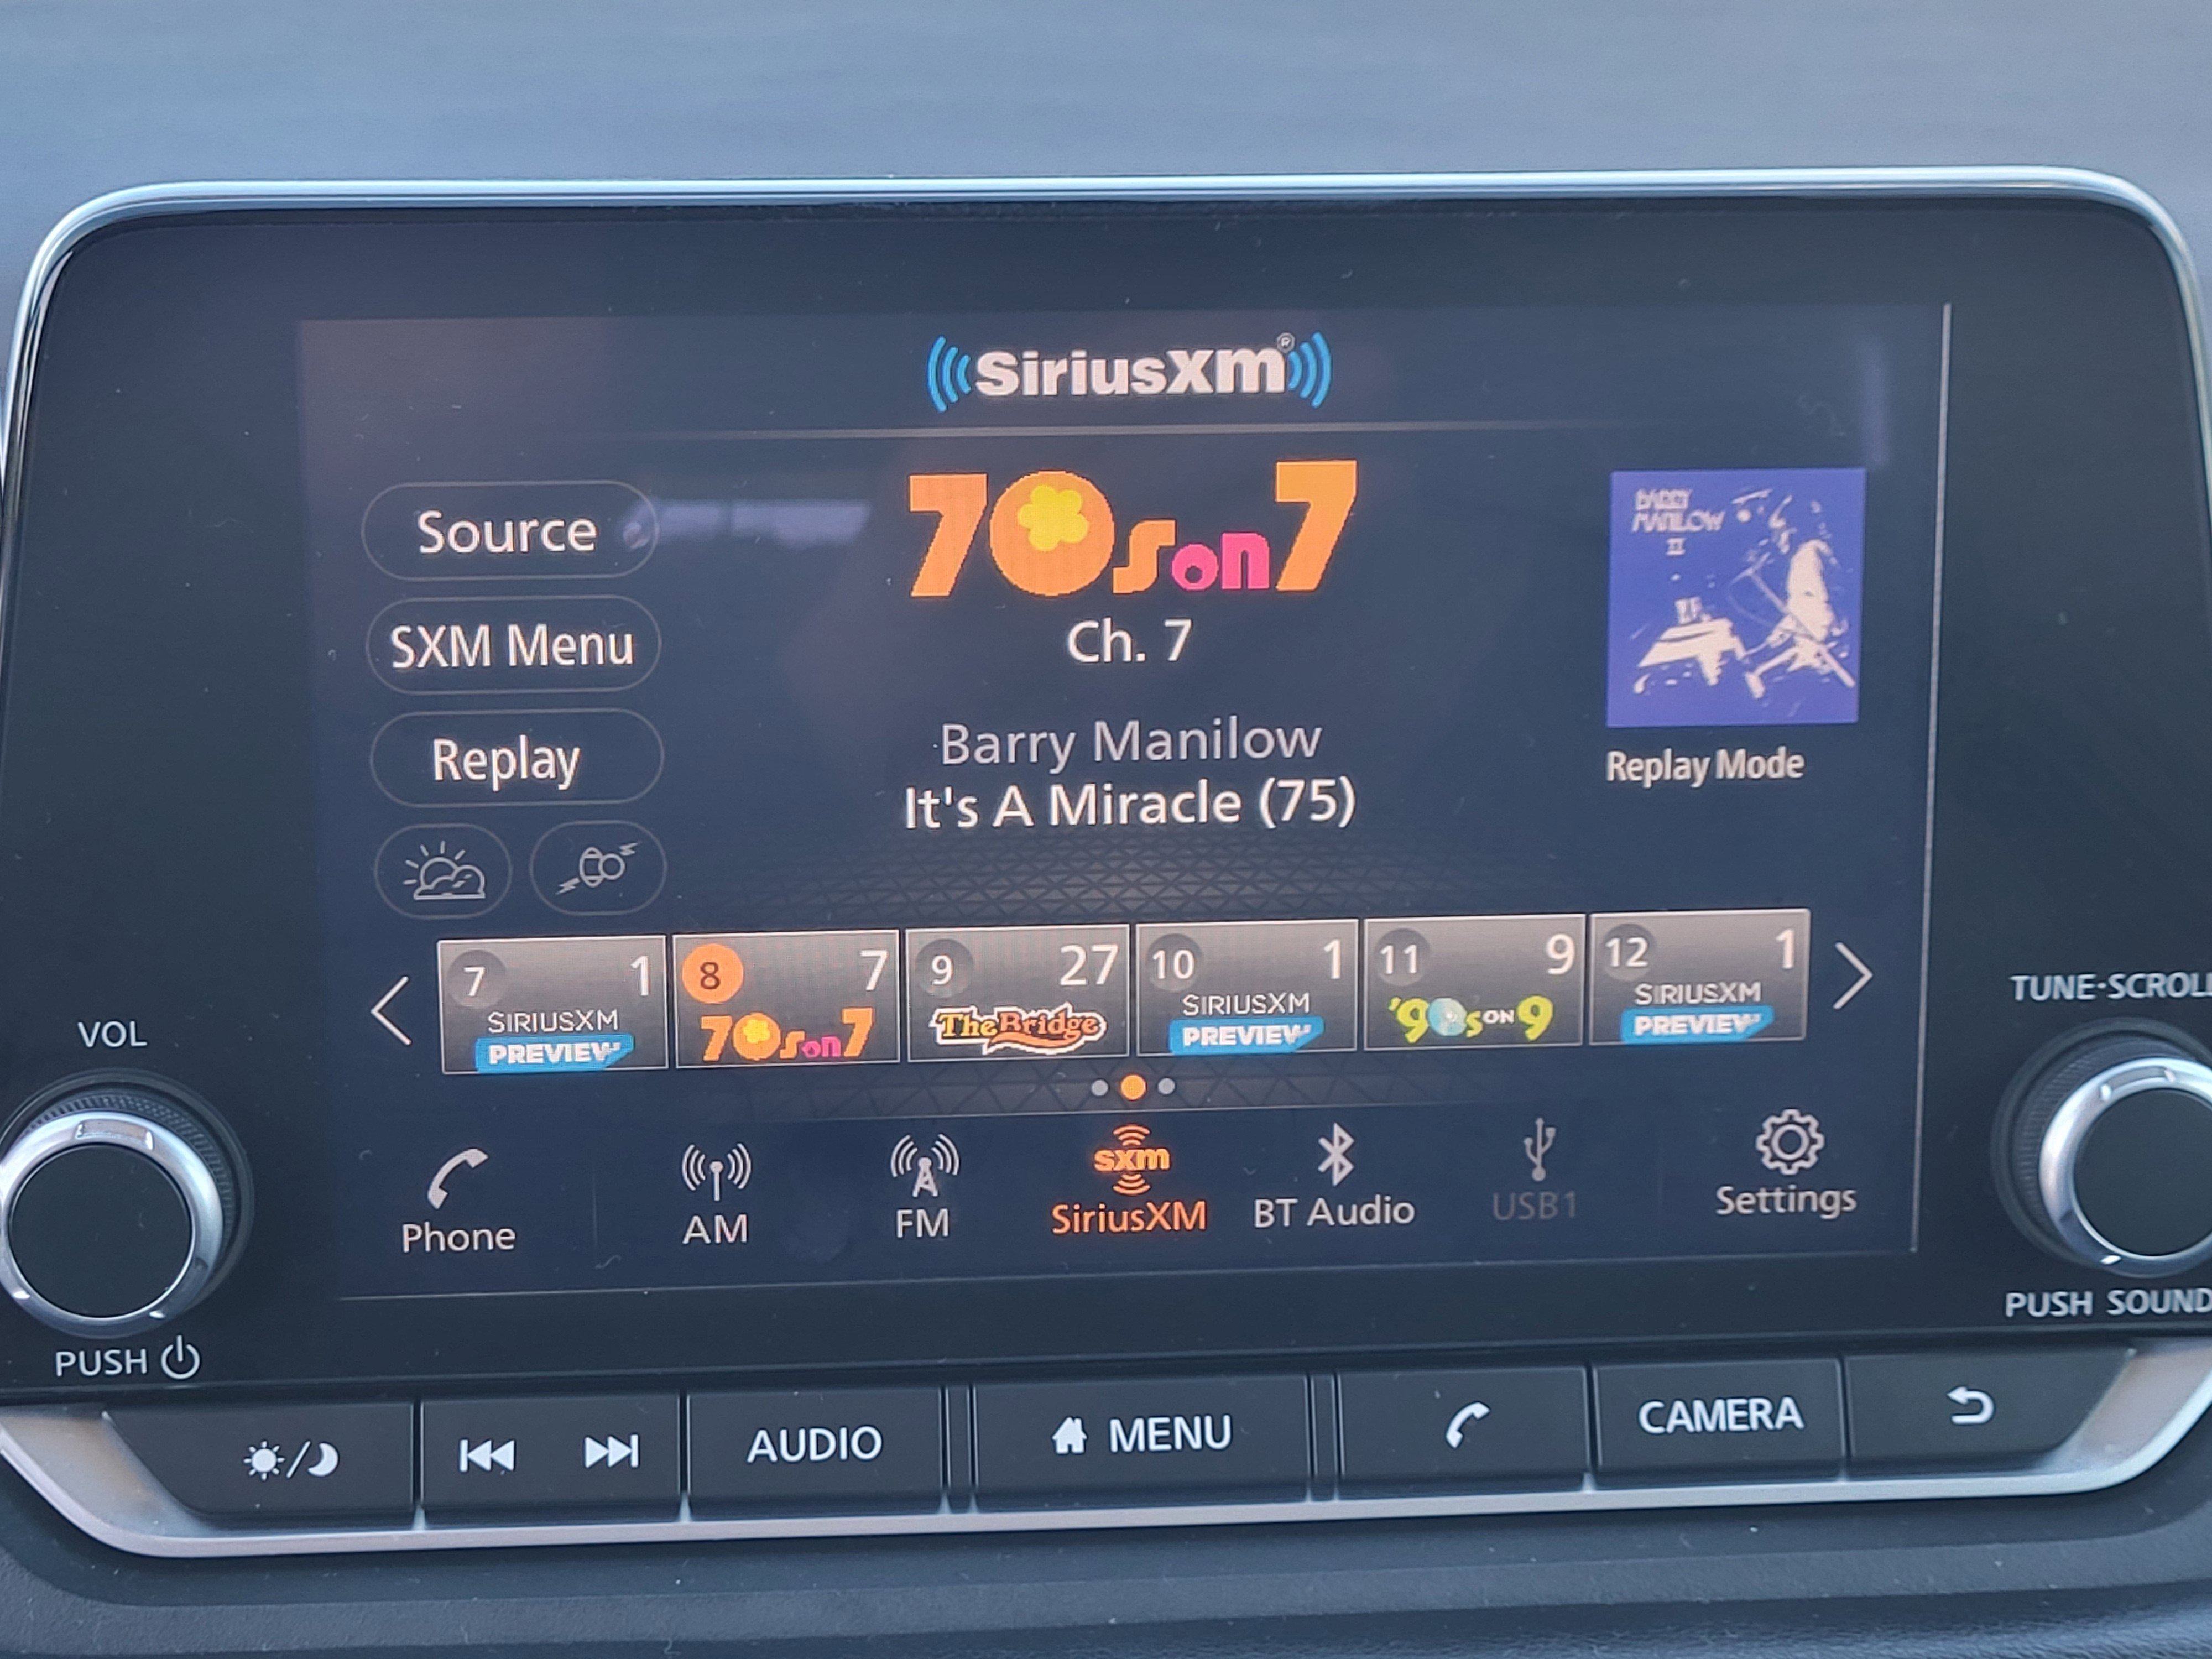 SiriusXM®
70s on 7
Ch. 7
Barry Manilow
It's A Miracle (75)
Source
SXM Menu
Replay
BARRY
MANILOW
II
Replay Mode
7 1
SIRIUSXM
PREVIEW
8 7
70s on 7
9 27
The Bridge
10 1
SIRIUSXM
PREVIEW
11 9
'90s ON 9
12 1
SIRIUSXM
PREVIEW
Phone
AM
FM
sxm
SiriusXM
BT Audio
USB1
Settings
VOL
PUSH
TUNE·SCROLL
PUSH SOUND
AUDIO
MENU
CAMERA